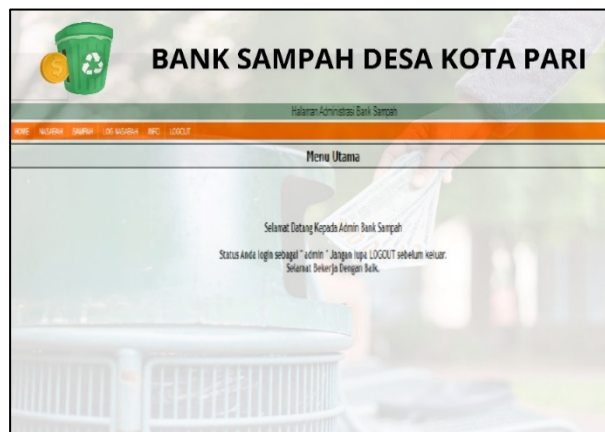 BANK SAMPAH DESA KOTA PARI
Halaman Administrasi Bank Sampah
HOME NASABAH SAMPAH LOG NASABAH INFO LOGOUT
Menu Utama
Selamat Datang Kepada Admin Bank Sampah
Status Anda login sebagai " admin " Jangan lupa LOGOUT sebelum keluar.
Selamat Bekerja Dengan Baik.